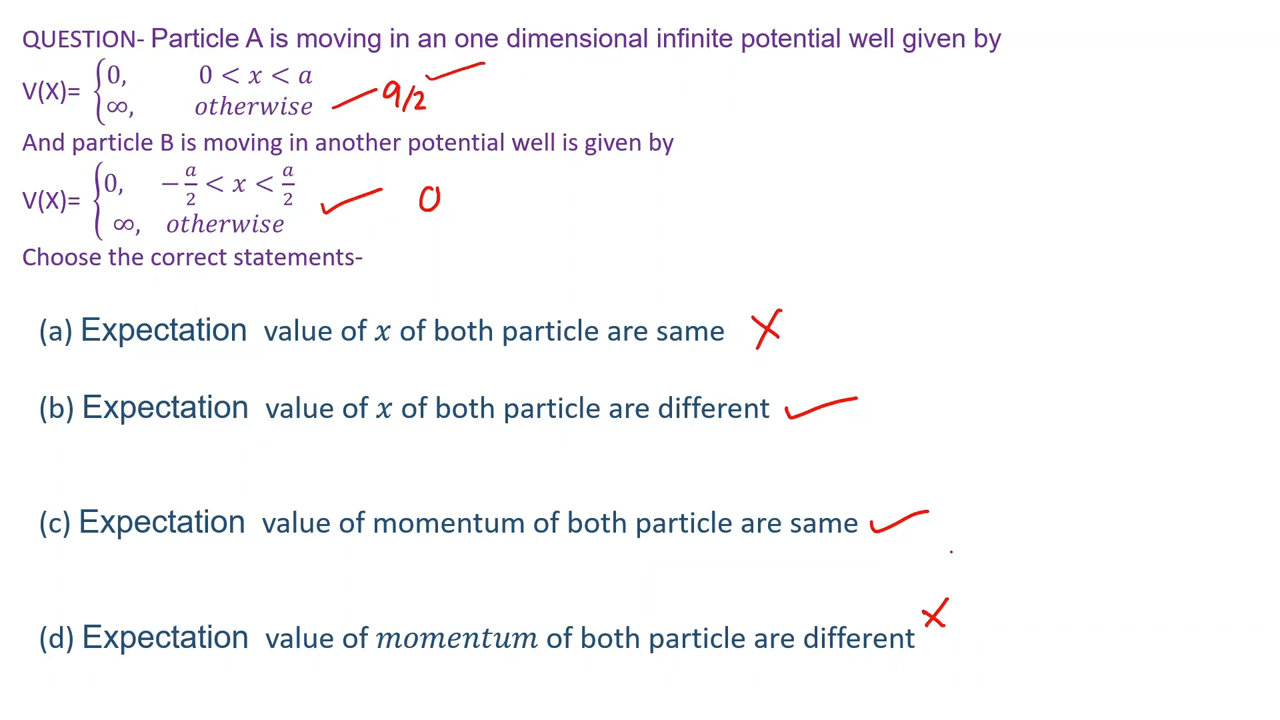 QUESTION- Particle A is moving in an one dimensional infinite potential well given by
V(X)= {0, 0 < x < a
∞, otherwise
a/2
And particle B is moving in another potential well is given by
V(X)= {0, −a/2 < x < a/2
∞, otherwise
0
Choose the correct statements-
(a) Expectation value of x of both particle are same
(b) Expectation value of x of both particle are different
(c) Expectation value of momentum of both particle are same
(d) Expectation value of momentum of both particle are different